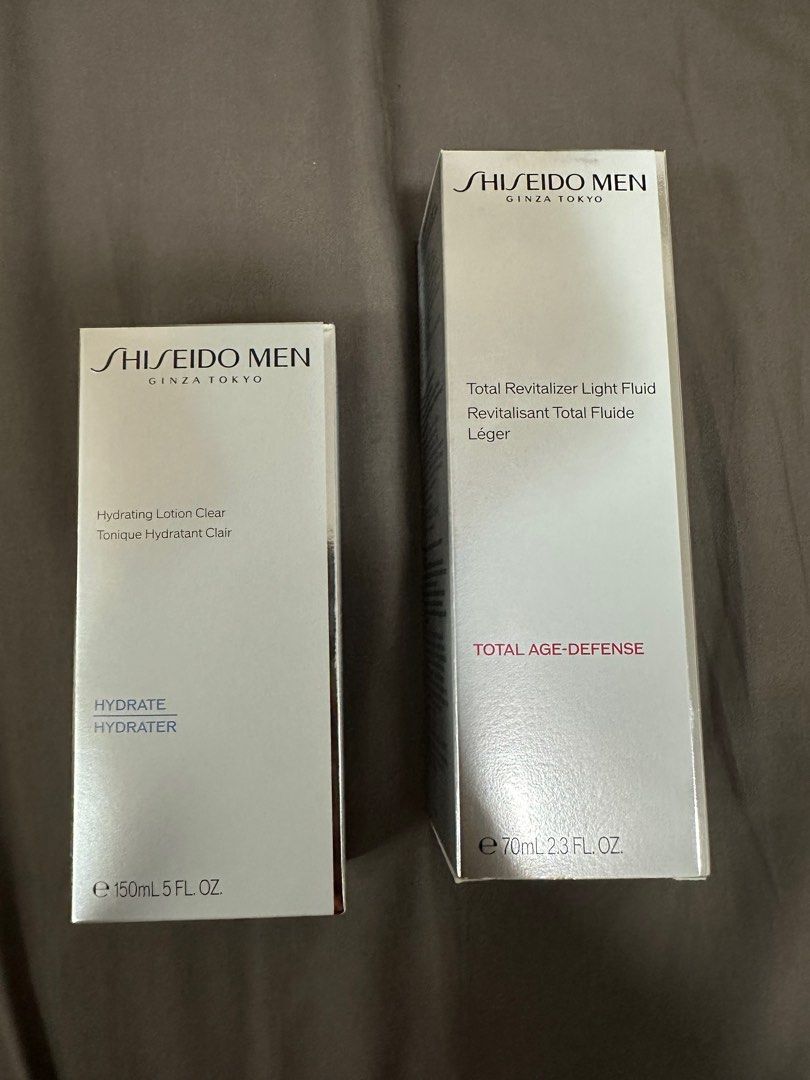 SHISEIDO MEN
GINZA TOKYO
Hydrating Lotion Clear
Tonique Hydratant Clair
HYDRATE
HYDRATER
℮ 150mL 5 FL. OZ.
SHISEIDO MEN
GINZA TOKYO
Total Revitalizer Light Fluid
Revitalisant Total Fluide
Léger
TOTAL AGE-DEFENSE
℮ 70mL 2.3 FL. OZ.